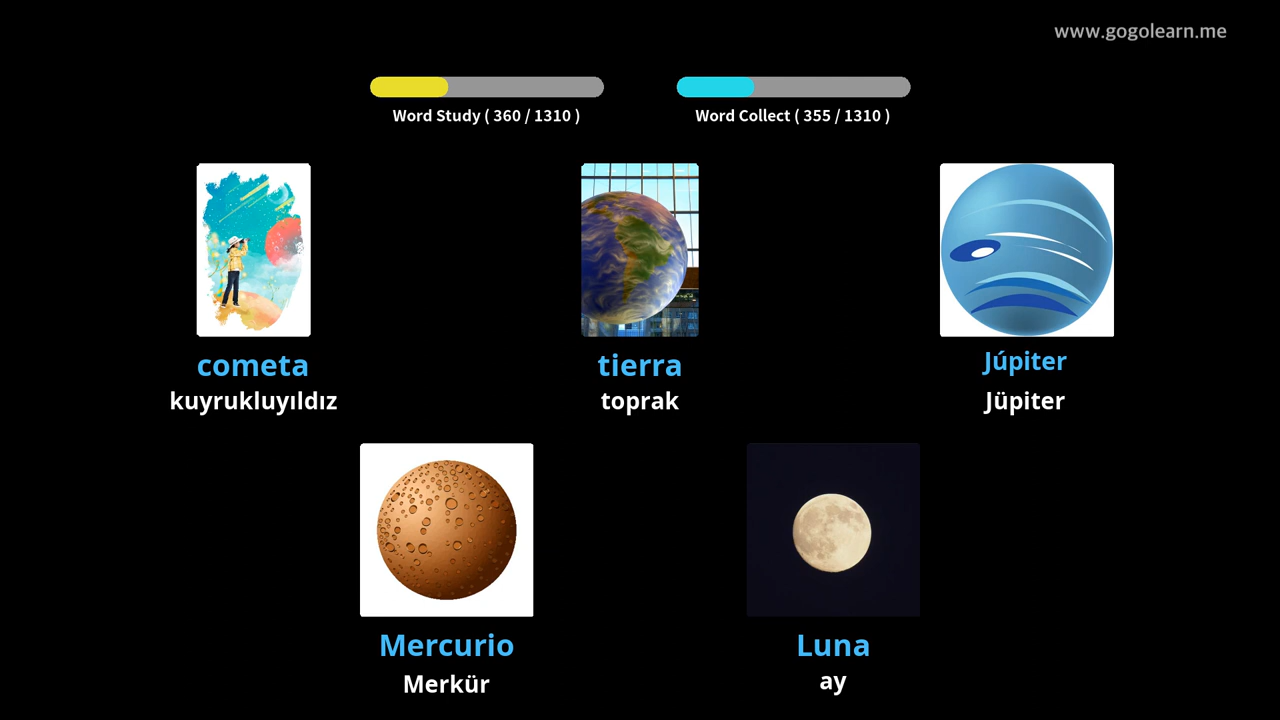 www.gogolearn.me
Word Study ( 360 / 1310 )
Word Collect ( 355 / 1310 )
cometa
kuyrukluyıldız
tierra
toprak
Júpiter
Jüpiter
Mercurio
Merkür
Luna
ay